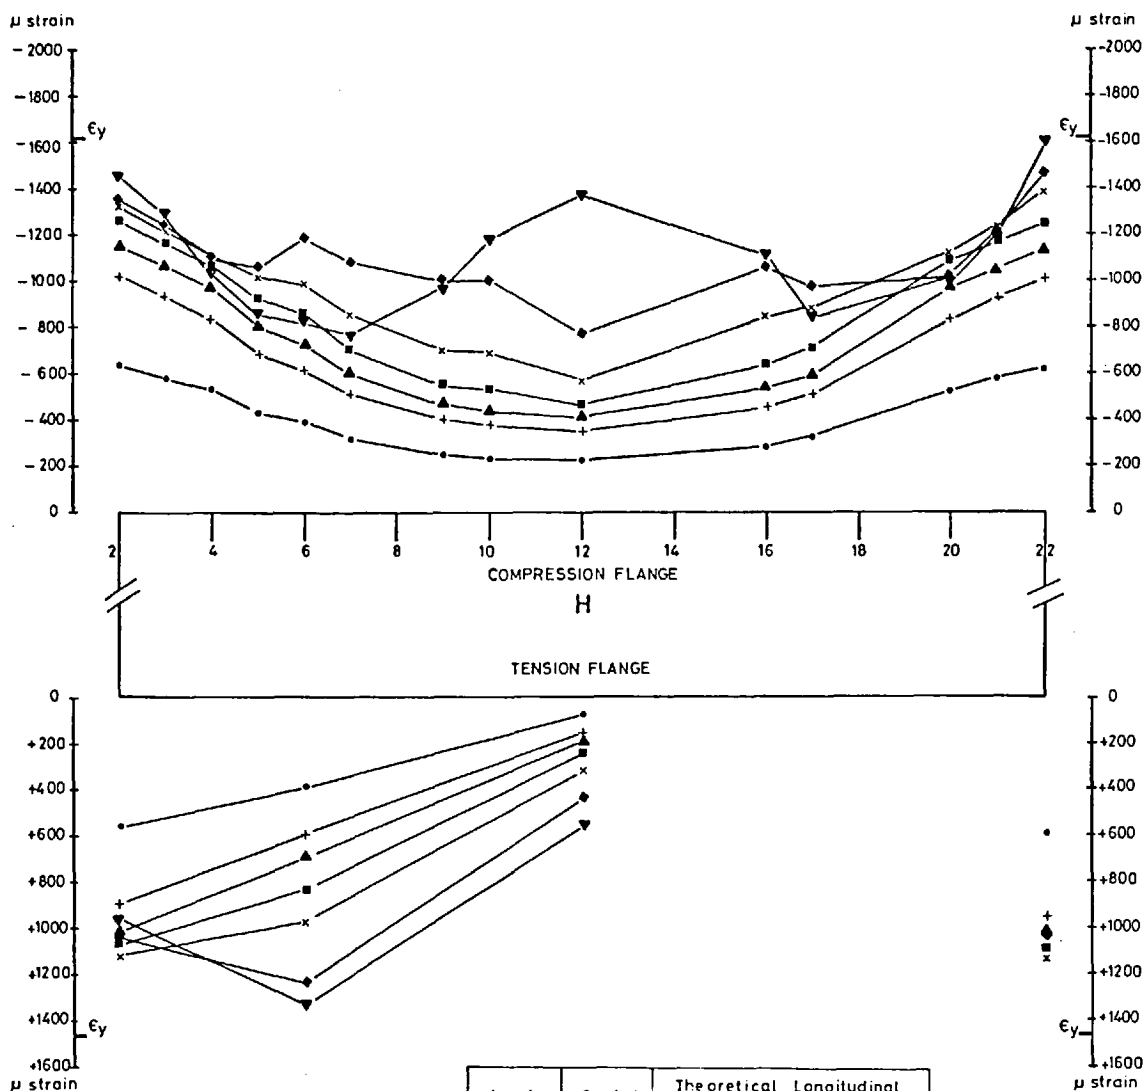 μ strain μ strain
-2000 -2000
-1800 -1800
ϵy ϵy
-1600 -1600
-1400 -1400
-1200 -1200
-1000 -1000
-800 -800
-600 -600
-400 -400
-200 -200
0 0
2 4 6 8 10 12 14 16 18 20 22
COMPRESSION FLANGE
H
TENSION FLANGE
0 0
+200 +200
+400 +400
+600 +600
+800 +800
+1000 +1000
+1200 +1200
+1400 +1400
ϵy ϵy
+1600 +1600
μ strain μ strain
Theoretical Longitudinal